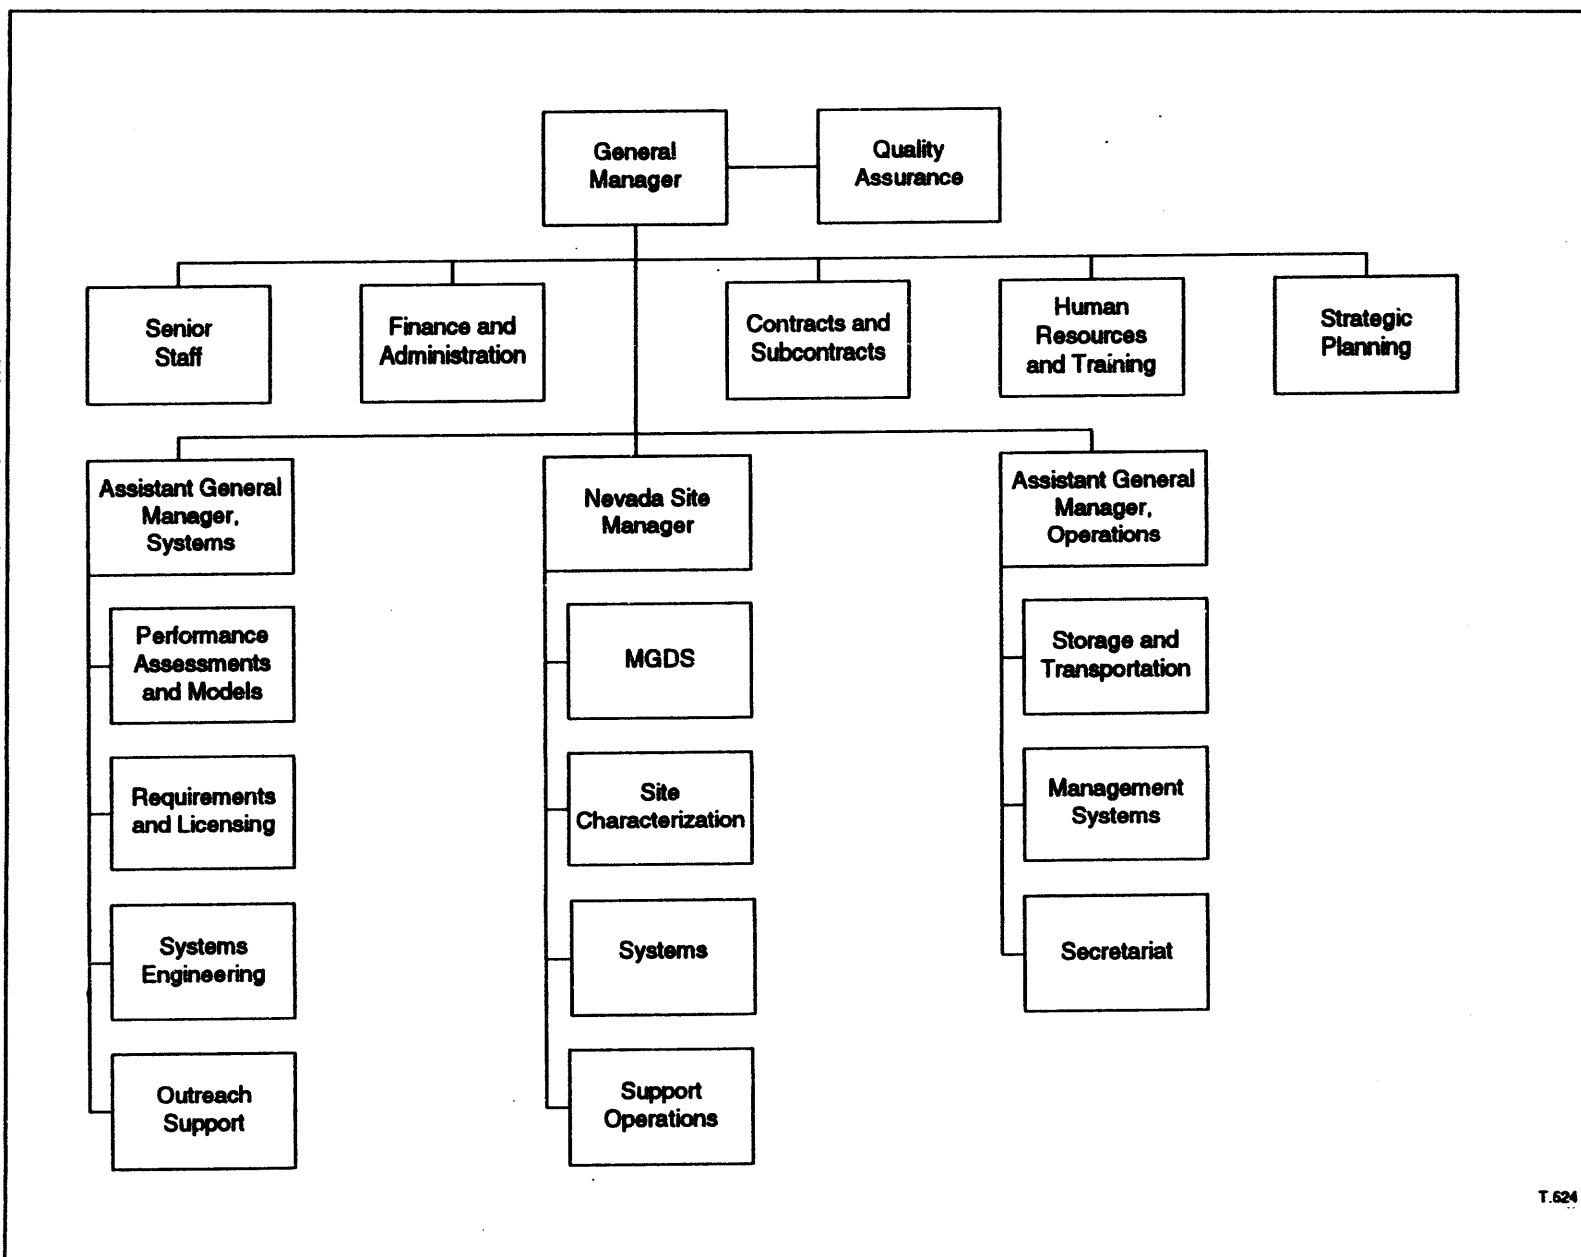 General
Manager
Quality
Assurance
Senior
Staff
Finance and
Administration
Contracts and
Subcontracts
Human
Resources
and Training
Strategic
Planning
Assistant General
Manager,
Systems
Nevada Site
Manager
Assistant General
Manager,
Operations
Performance
Assessments
and Models
MGDS
Storage and
Transportation
Requirements
and Licensing
Site
Characterization
Management
Systems
Systems
Engineering
Systems
Secretariat
Outreach
Support
Support
Operations
T.624